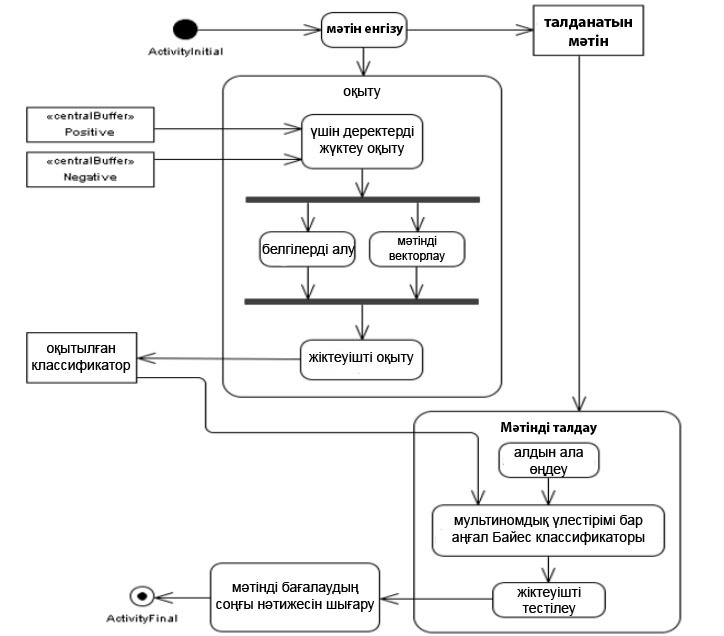 ActivityInitial
мәтін енгізу
талданатын
мәтін
оқыту
«centralBuffer»
Positive
«centralBuffer»
Negative
үшін деректерді
жүктеу оқыту
белгілерді алу
мәтінді
векторлау
оқытылған
классификатор
жіктеуішті оқыту
Мәтінді талдау
алдын ала
өңдеу
мультиномдық үлестірімі бар
аңғал Байес классификаторы
жіктеуішті
тестілеу
мәтінді бағалаудың
соңғы нәтижесін шығару
ActivityFinal